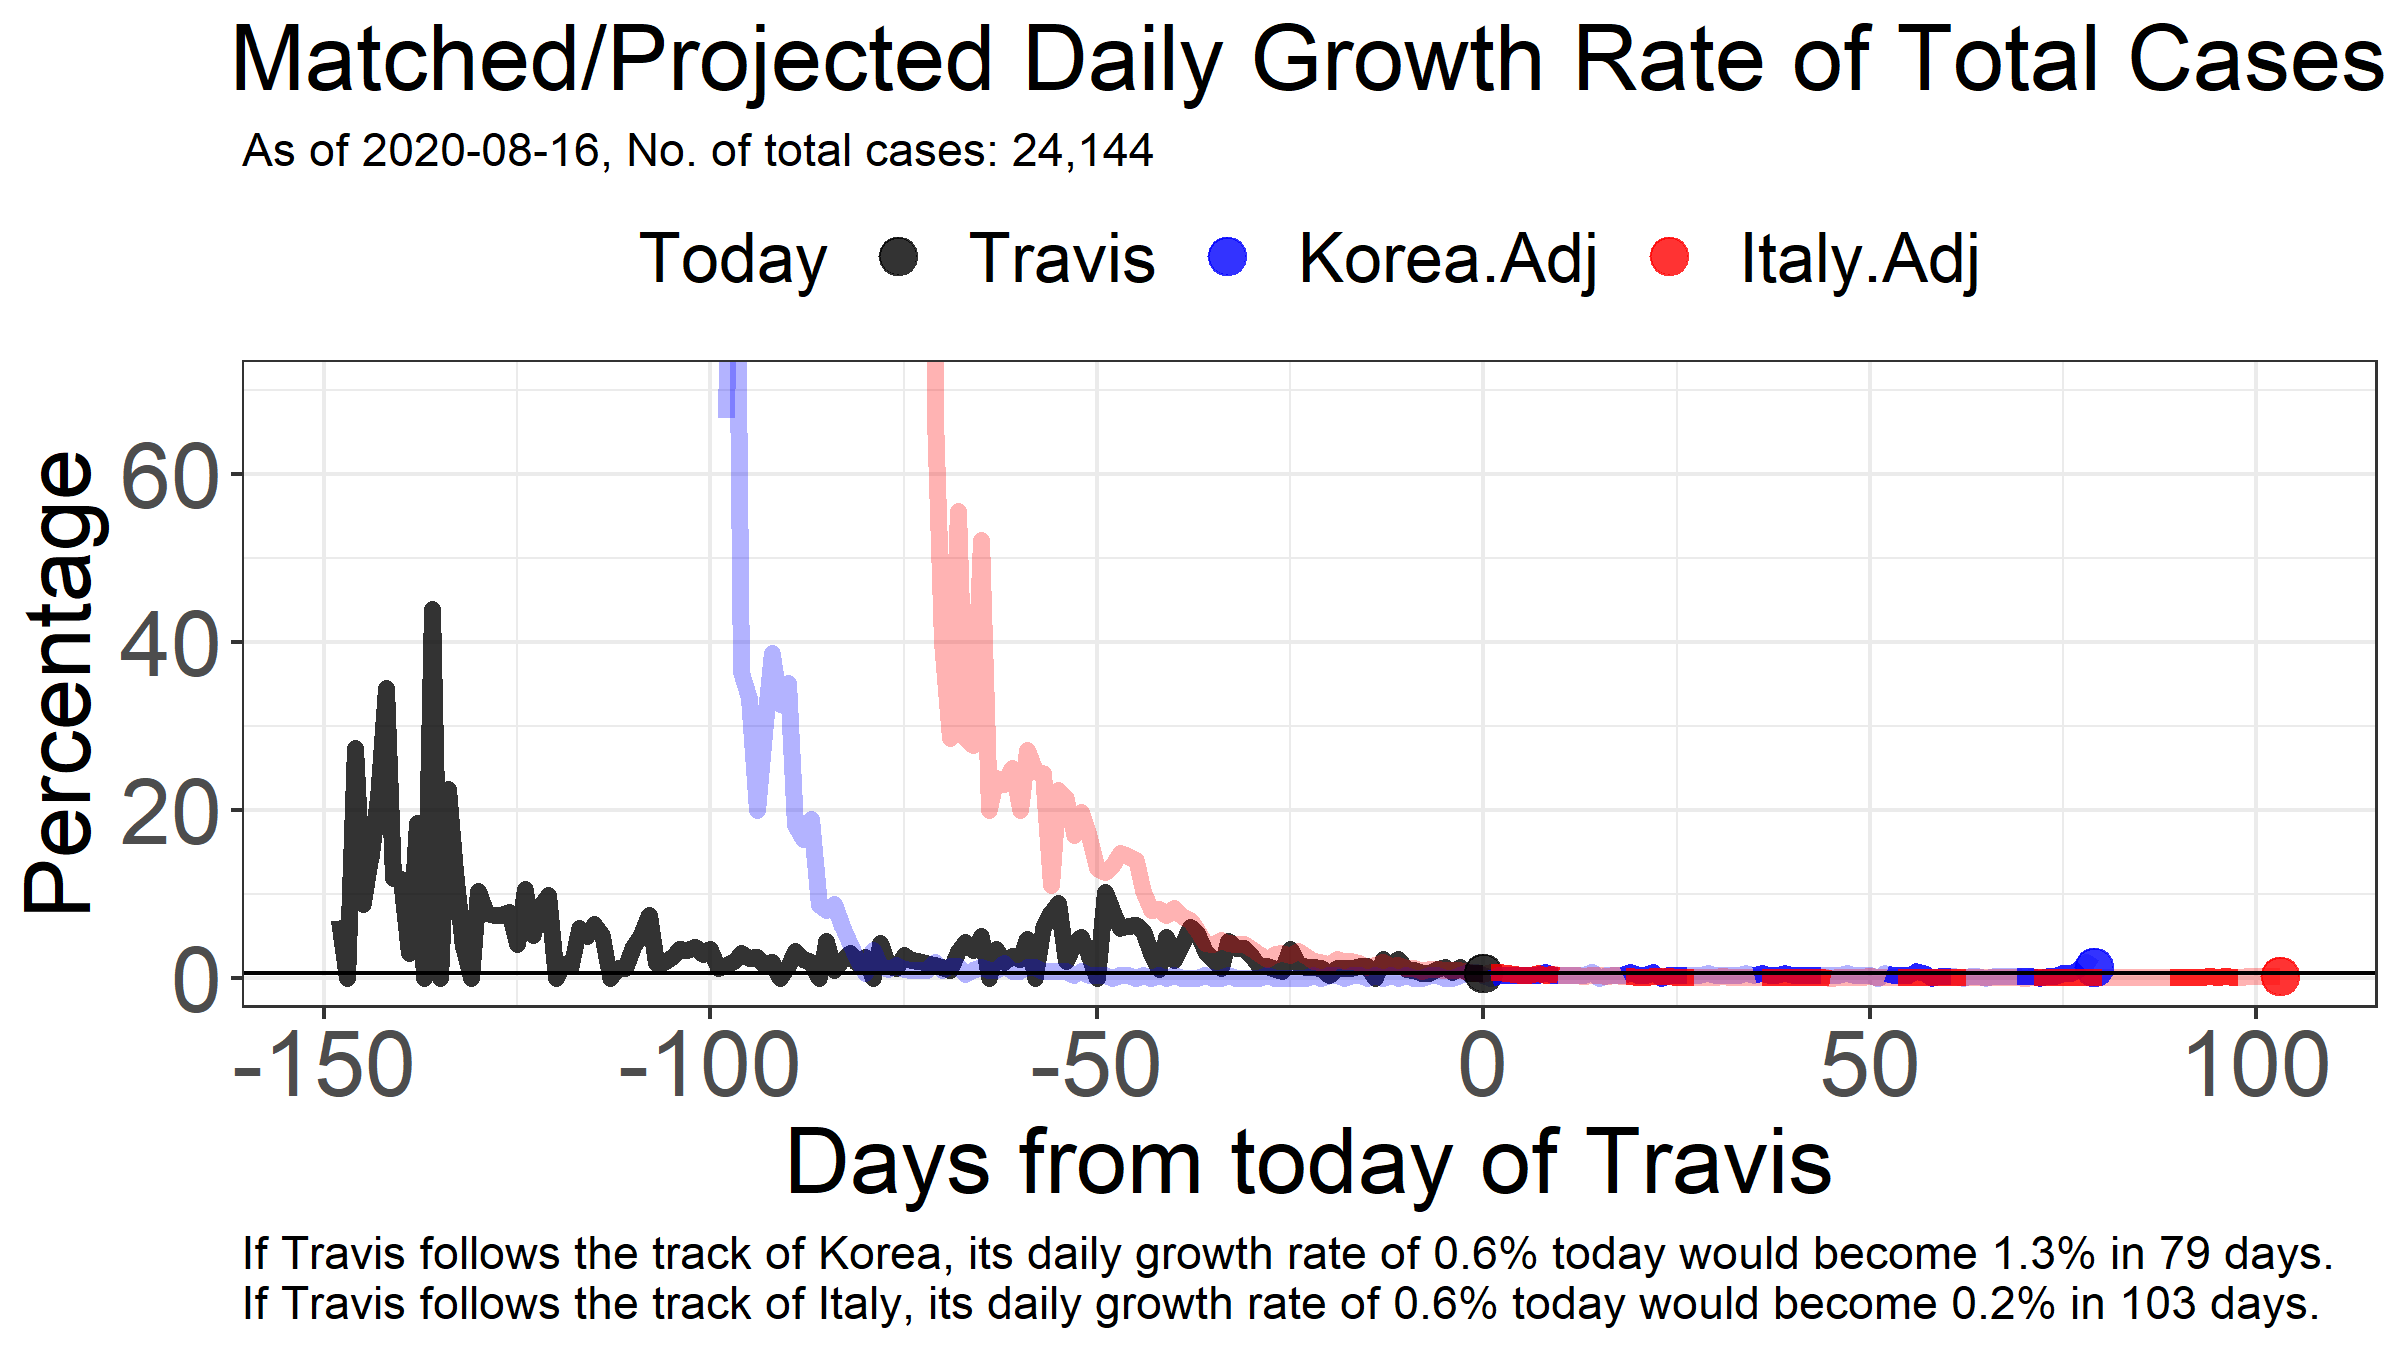 Matched/Projected Daily Growth Rate of Total Cases
As of 2020-08-16, No. of total cases: 24,144
Today Travis Korea.Adj Italy.Adj
Percentage
60
40
20
0
-150 -100 -50 0 50 100
Days from today of Travis
If Travis follows the track of Korea, its daily growth rate of 0.6% today would become 1.3% in 79 days.
If Travis follows the track of Italy, its daily growth rate of 0.6% today would become 0.2% in 103 days.